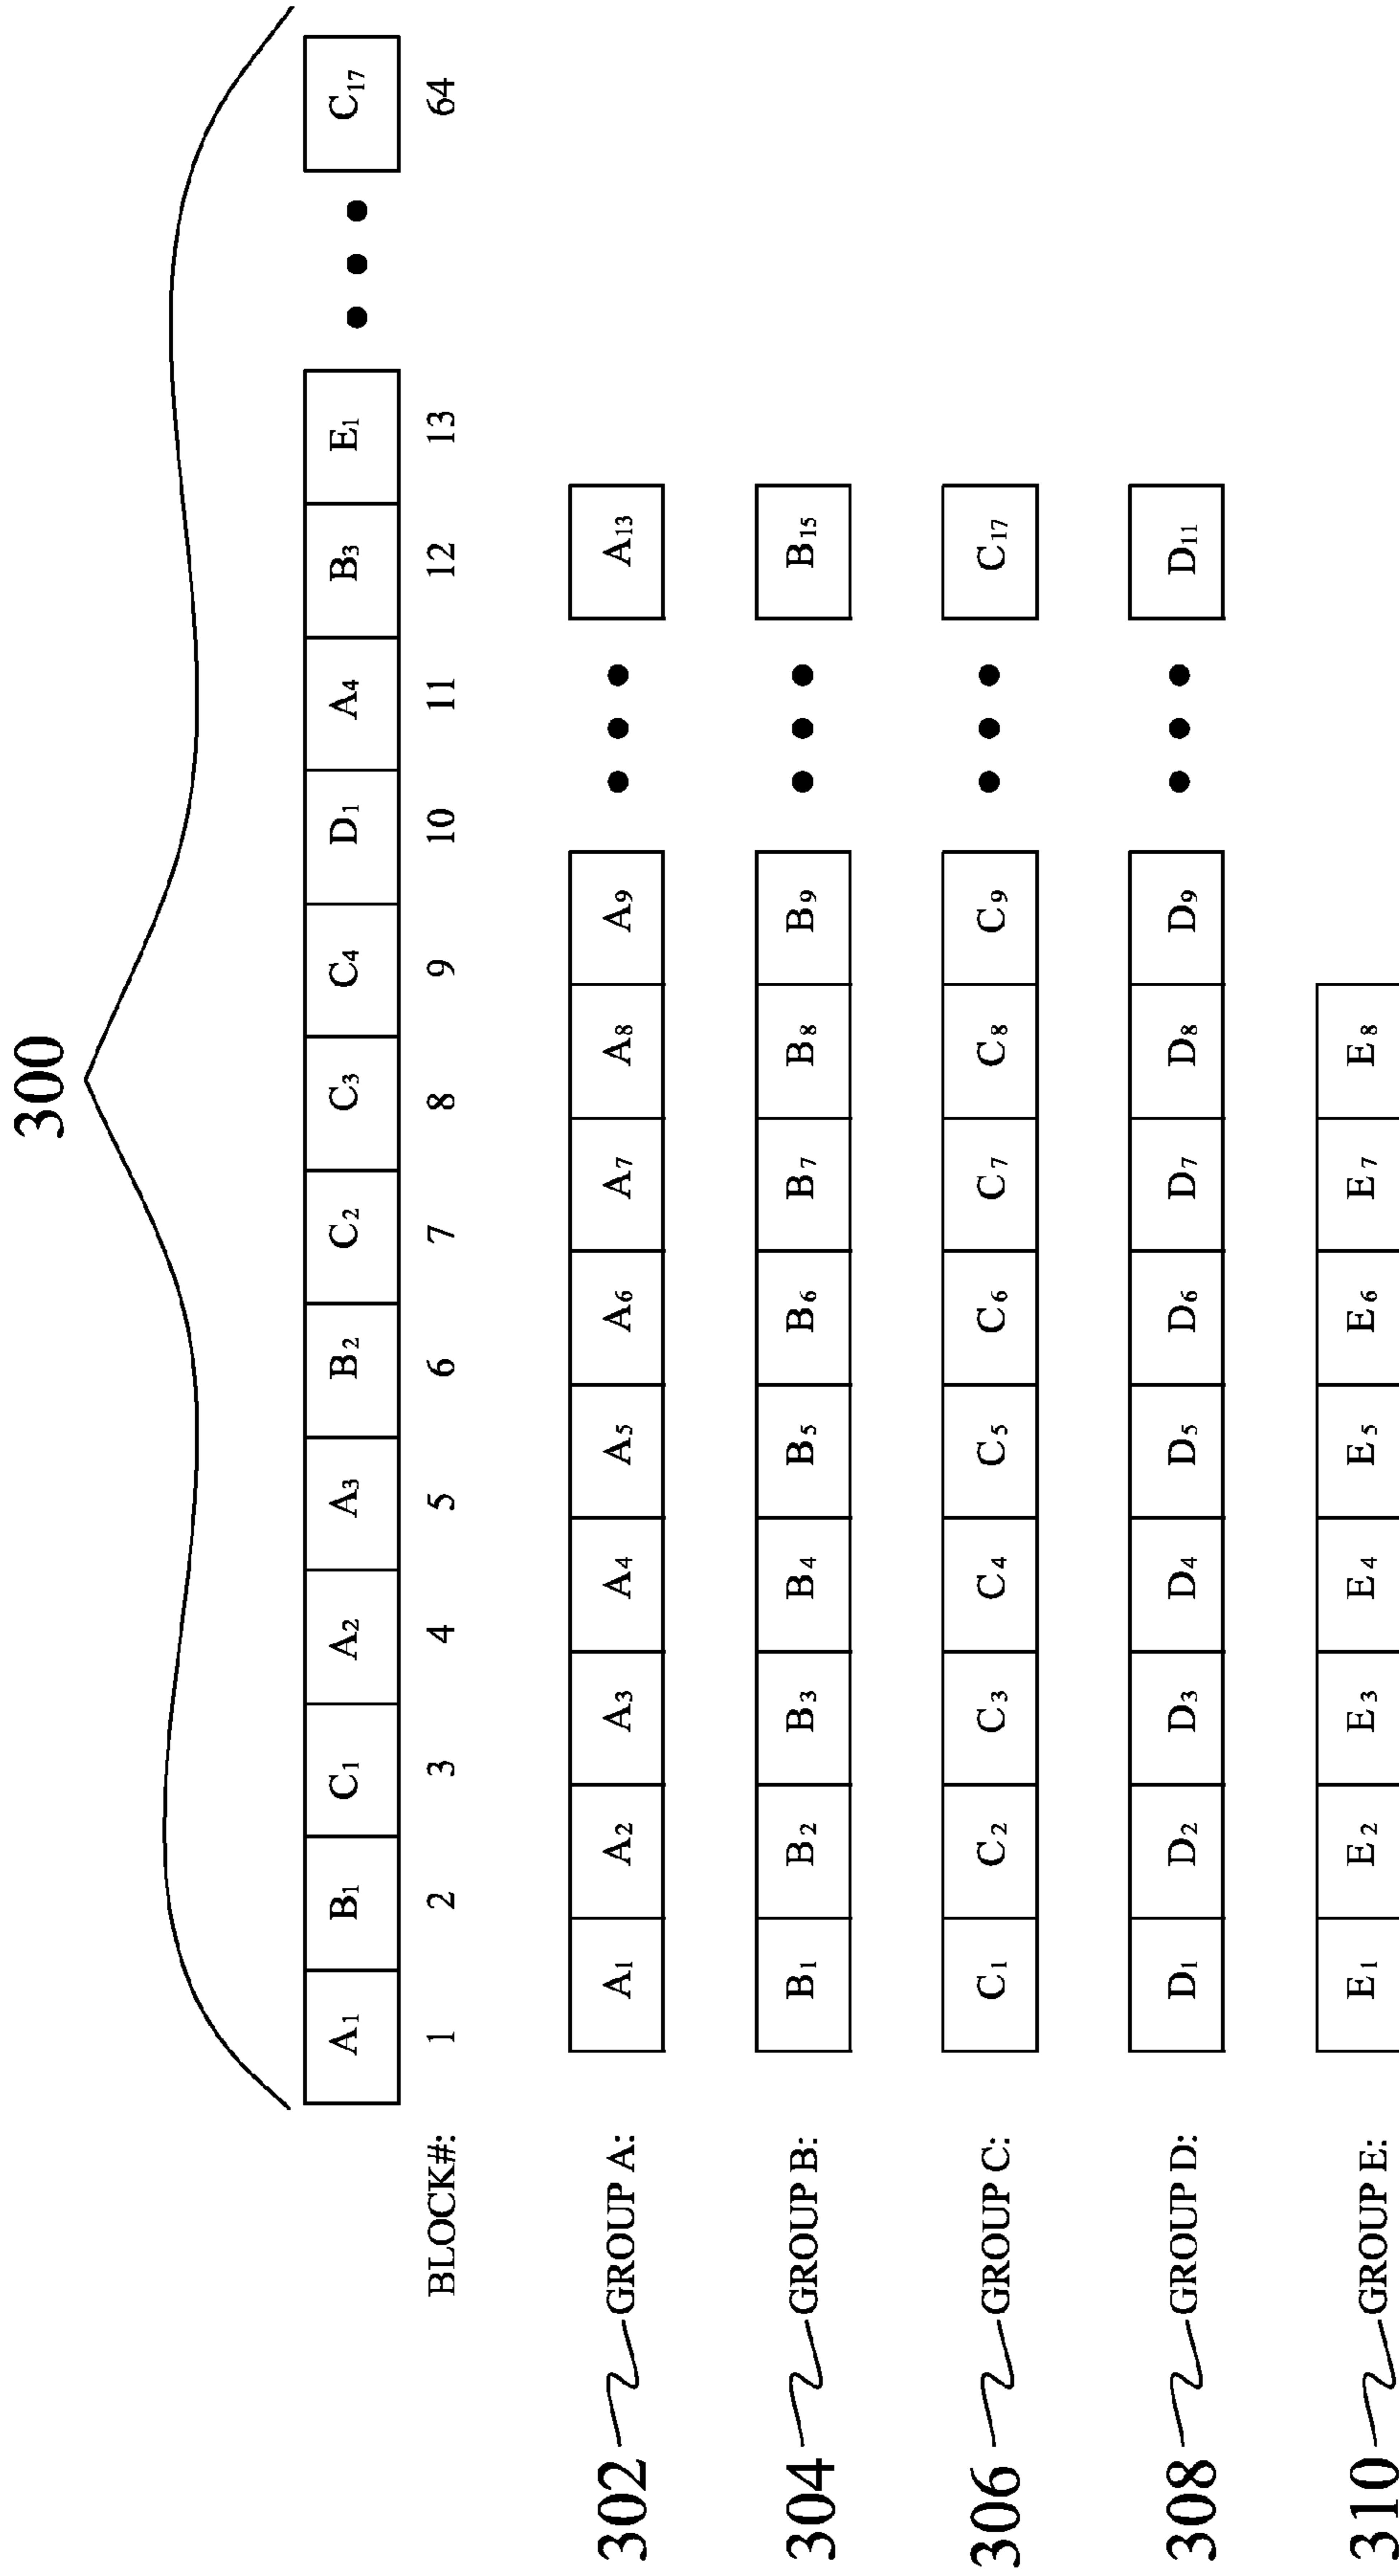 300
A1 B1 C1 A2 A3 B2 C2 C3 C4 D1 A4 B3 E1 ••• C17
BLOCK#: 1 2 3 4 5 6 7 8 9 10 11 12 13 64
302 GROUP A: A1 A2 A3 A4 A5 A6 A7 A8 A9 ••• A13
304 GROUP B: B1 B2 B3 B4 B5 B6 B7 B8 B9 ••• B15
306 GROUP C: C1 C2 C3 C4 C5 C6 C7 C8 C9 ••• C17
308 GROUP D: D1 D2 D3 D4 D5 D6 D7 D8 D9 ••• D11
310 GROUP E: E1 E2 E3 E4 E5 E6 E7 E8